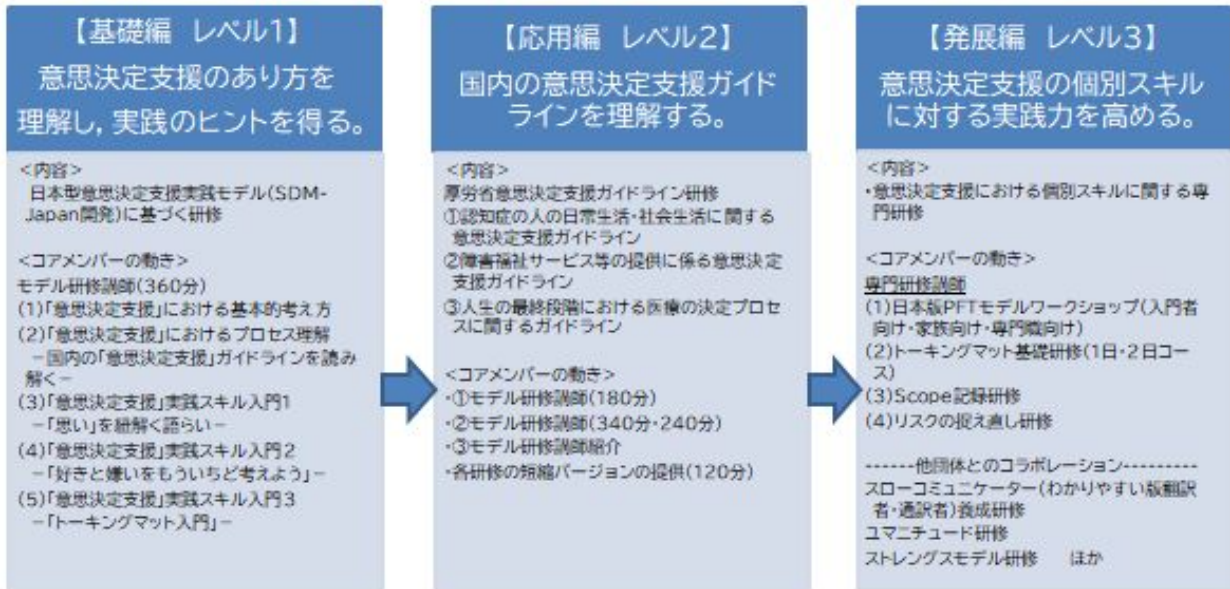 【基礎編　レベル1】
意思決定支援のあり方を
理解し，実践のヒントを得る。
＜内容＞
日本型意思決定支援実践モデル(SDM-
Japan開発)に基づく研修
＜コアメンバーの動き＞
モデル研修講師(360分)
(1)「意思決定支援」における基本的考え方
(2)「意思決定支援」におけるプロセス理解
－国内の「意思決定支援」ガイドラインを読み
解く－
(3)「意思決定支援」実践スキル入門1
－「思い」を紐解く語らい－
(4)「意思決定支援」実践スキル入門2
－「好きと嫌いをもういちど考えよう」－
(5)「意思決定支援」実践スキル入門3
－「トーキングマット入門」－
【応用編　レベル2】
国内の意思決定支援ガイド
ラインを理解する。
＜内容＞
厚労省意思決定支援ガイドライン研修
①認知症の人の日常生活・社会生活に関する
意思決定支援ガイドライン
②障害福祉サービス等の提供に係る意思決定
支援ガイドライン
③人生の最終段階における医療の決定プロセ
スに関するガイドライン
＜コアメンバーの動き＞
・①モデル研修講師(180分)
・②モデル研修講師(340分・240分)
・③モデル研修講師紹介
・各研修の短縮バージョンの提供(120分)
【発展編　レベル3】
意思決定支援の個別スキル
に対する実践力を高める。
＜内容＞
・意思決定支援における個別スキルに関する専
門研修
＜コアメンバーの動き＞
専門研修講師
(1)日本版PFTモデルワークショップ(入門者
向け・家族向け・専門職向け)
(2)トーキングマット基礎研修(1日・2日コー
ス)
(3)Scope記録研修
(4)リスクの捉え直し研修
------他団体とのコラボレーション---------
スローコミュニケーター(わかりやすい版翻訳
者・通訳者)養成研修
ユマニチュード研修
ストレングスモデル研修　　ほか